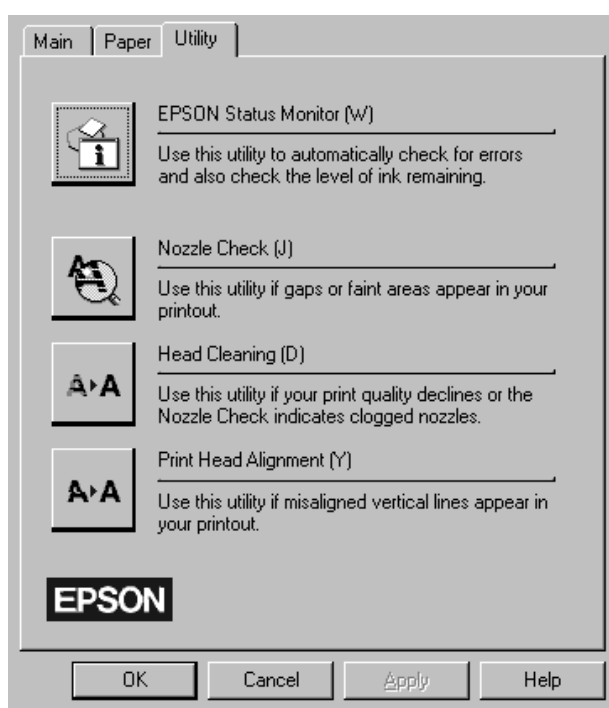 Main Paper Utility
EPSON Status Monitor (W)
Use this utility to automatically check for errors
and also check the level of ink remaining.
Nozzle Check (J)
Use this utility if gaps or faint areas appear in your
printout.
Head Cleaning (D)
Use this utility if your print quality declines or the
Nozzle Check indicates clogged nozzles.
Print Head Alignment (Y)
Use this utility if misaligned vertical lines appear in
your printout.
EPSON
OK Cancel Apply Help